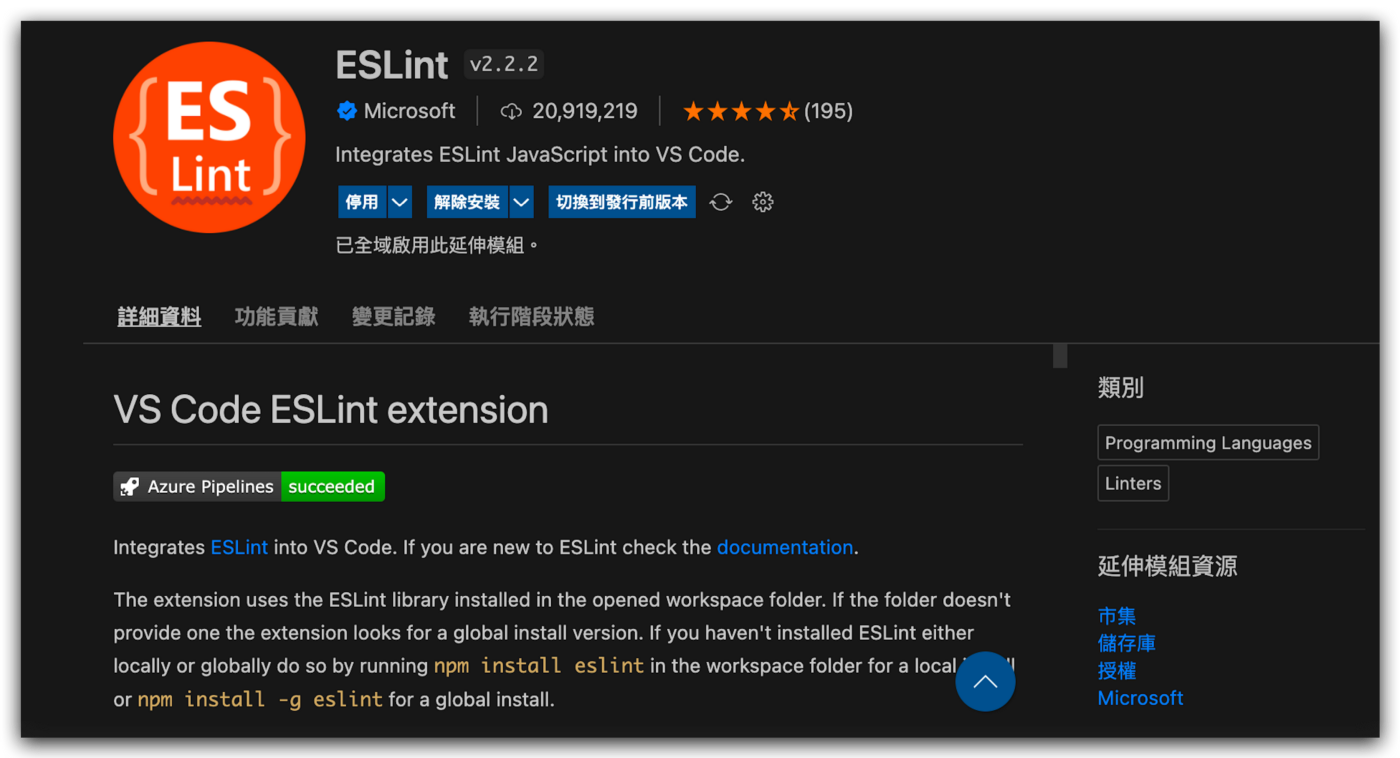 ES
Lint
ESLint v2.2.2
Microsoft 20,919,219 (195)
Integrates ESLint JavaScript into VS Code.
停用 解除安裝 切換到發行前版本
已全域啟用此延伸模組。
詳細資料 功能貢獻 變更記錄 執行階段狀態
VS Code ESLint extension
Azure Pipelines succeeded
Integrates ESLint into VS Code. If you are new to ESLint check the documentation.
The extension uses the ESLint library installed in the opened workspace folder. If the folder doesn't
provide one the extension looks for a global install version. If you haven't installed ESLint either
locally or globally do so by running npm install eslint in the workspace folder for a local
or npm install -g eslint for a global install.
類別
Programming Languages
Linters
延伸模組資源
市集
儲存庫
授權
Microsoft